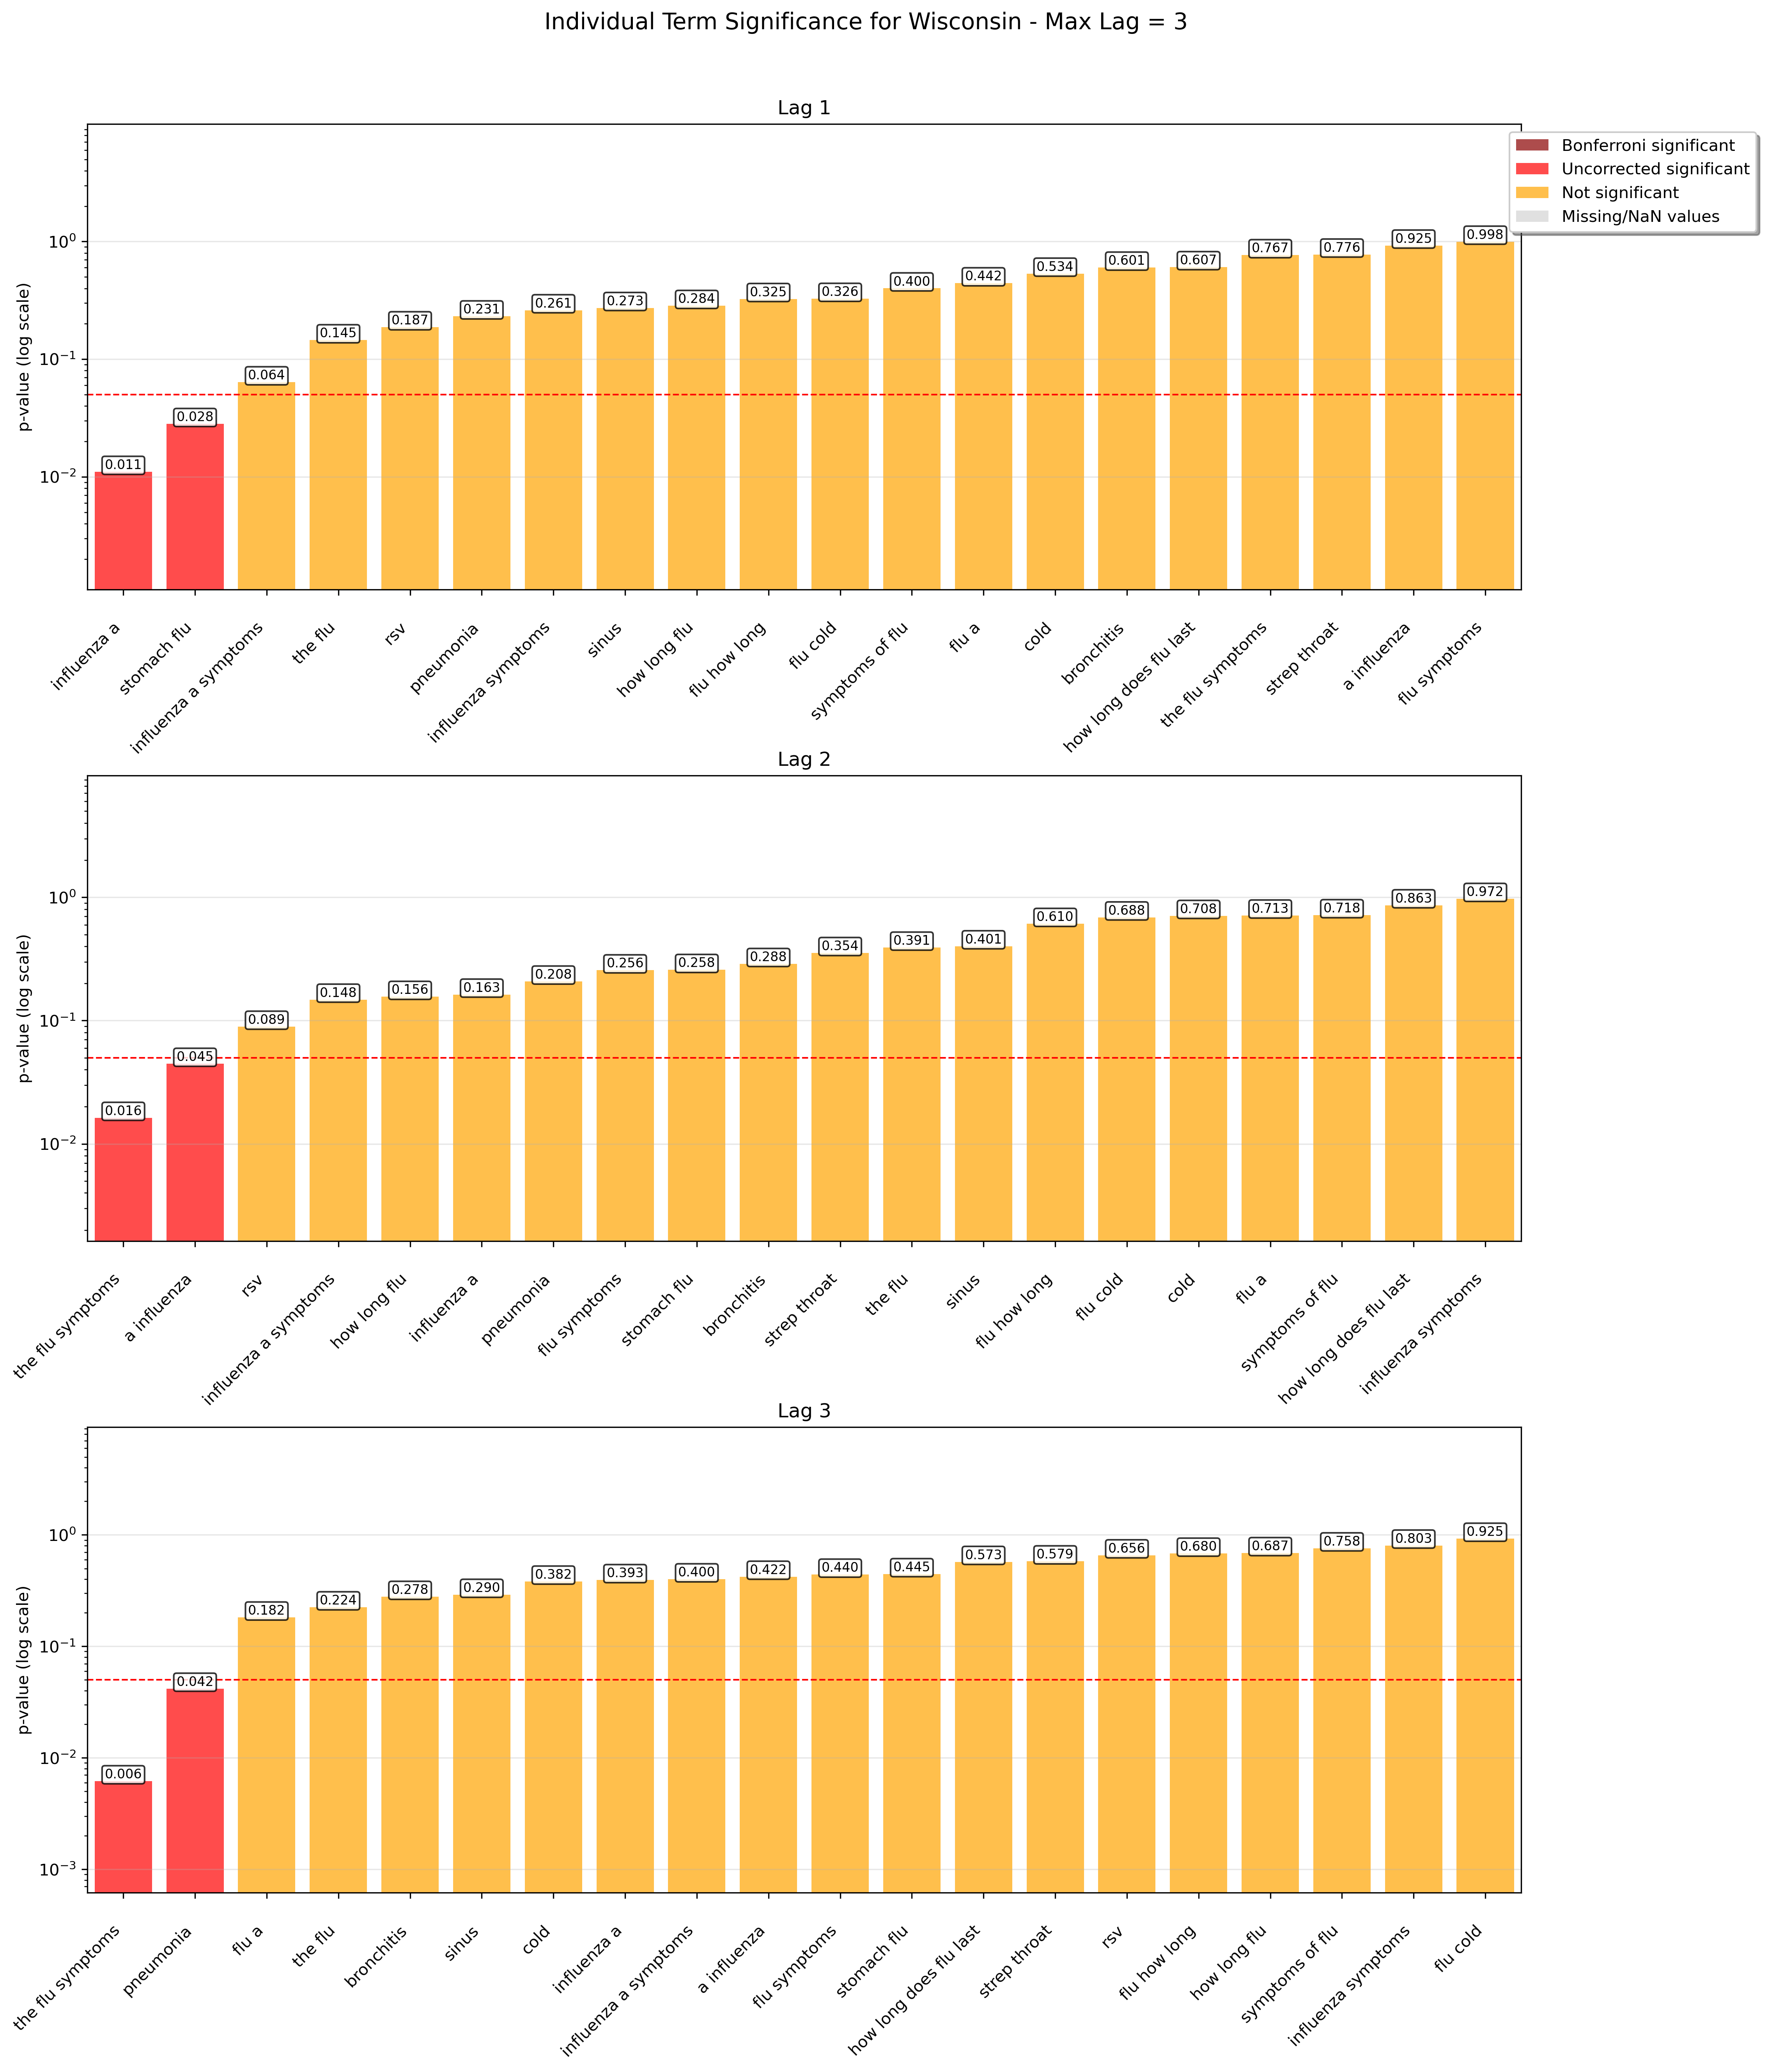 Individual Term Significance for Wisconsin - Max Lag = 3
Lag 1
Bonferroni significant
Uncorrected significant
Not significant
Missing/NaN values
p-value (log scale)
10⁰
10⁻¹
10⁻²
0.011 0.028 0.064 0.145 0.187 0.231 0.261 0.273 0.284 0.325 0.326 0.400 0.442 0.534 0.601 0.607 0.767 0.776 0.925 0.998
influenza a
stomach flu
influenza a symptoms
the flu
rsv
pneumonia
influenza symptoms
sinus
how long flu
flu how long
flu cold
symptoms of flu
flu a
cold
bronchitis
how long does flu last
the flu symptoms
strep throat
a influenza
flu symptoms
Lag 2
p-value (log scale)
10⁰
10⁻¹
10⁻²
0.016 0.045 0.089 0.148 0.156 0.163 0.208 0.256 0.258 0.288 0.354 0.391 0.401 0.610 0.688 0.708 0.713 0.718 0.863 0.972
the flu symptoms
a influenza
rsv
influenza a symptoms
how long flu
influenza a
pneumonia
flu symptoms
stomach flu
bronchitis
strep throat
the flu
sinus
flu how long
flu cold
cold
flu a
symptoms of flu
how long does flu last
influenza symptoms
Lag 3
p-value (log scale)
10⁰
10⁻¹
10⁻²
10⁻³
0.006 0.042 0.182 0.224 0.278 0.290 0.382 0.393 0.400 0.422 0.440 0.445 0.573 0.579 0.656 0.680 0.687 0.758 0.803 0.925
the flu symptoms
pneumonia
flu a
the flu
bronchitis
sinus
cold
influenza a
influenza a symptoms
a influenza
flu symptoms
stomach flu
how long does flu last
strep throat
rsv
flu how long
how long flu
symptoms of flu
influenza symptoms
flu cold